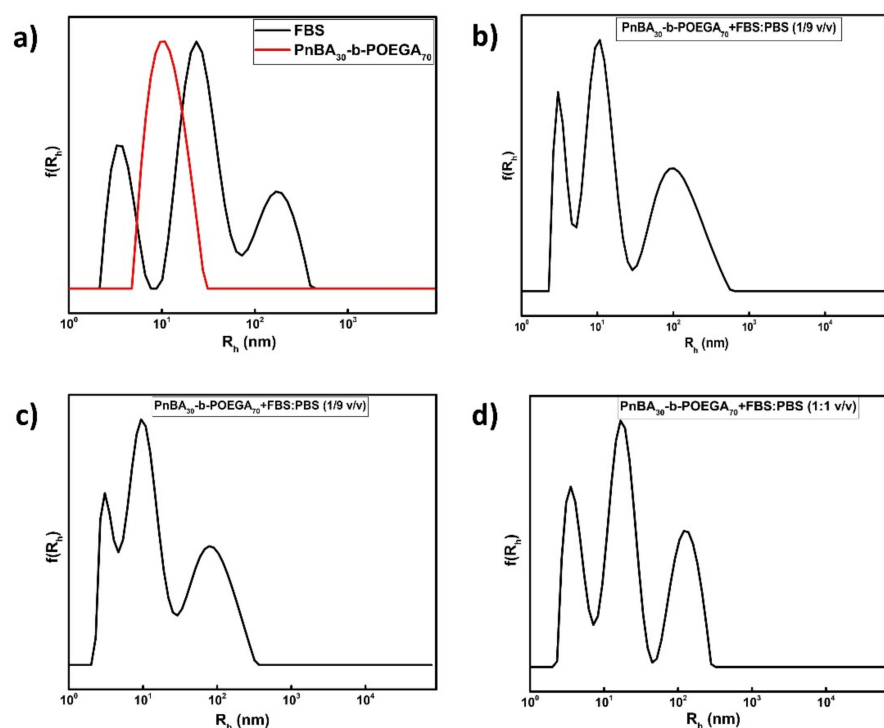 a)
FBS
PnBA30-b-POEGA70
f(Rh)
10^0 10^1 10^2 10^3
Rh (nm)
b)
PnBA30-b-POEGA70+FBS:PBS (1/9 v/v)
f(Rh)
10^0 10^1 10^2 10^3 10^4
Rh (nm)
c)
PnBA30-b-POEGA70+FBS:PBS (1/9 v/v)
f(Rh)
10^0 10^1 10^2 10^3 10^4
Rh (nm)
d)
PnBA30-b-POEGA70+FBS:PBS (1:1 v/v)
f(Rh)
10^0 10^1 10^2 10^3 10^4
Rh (nm)